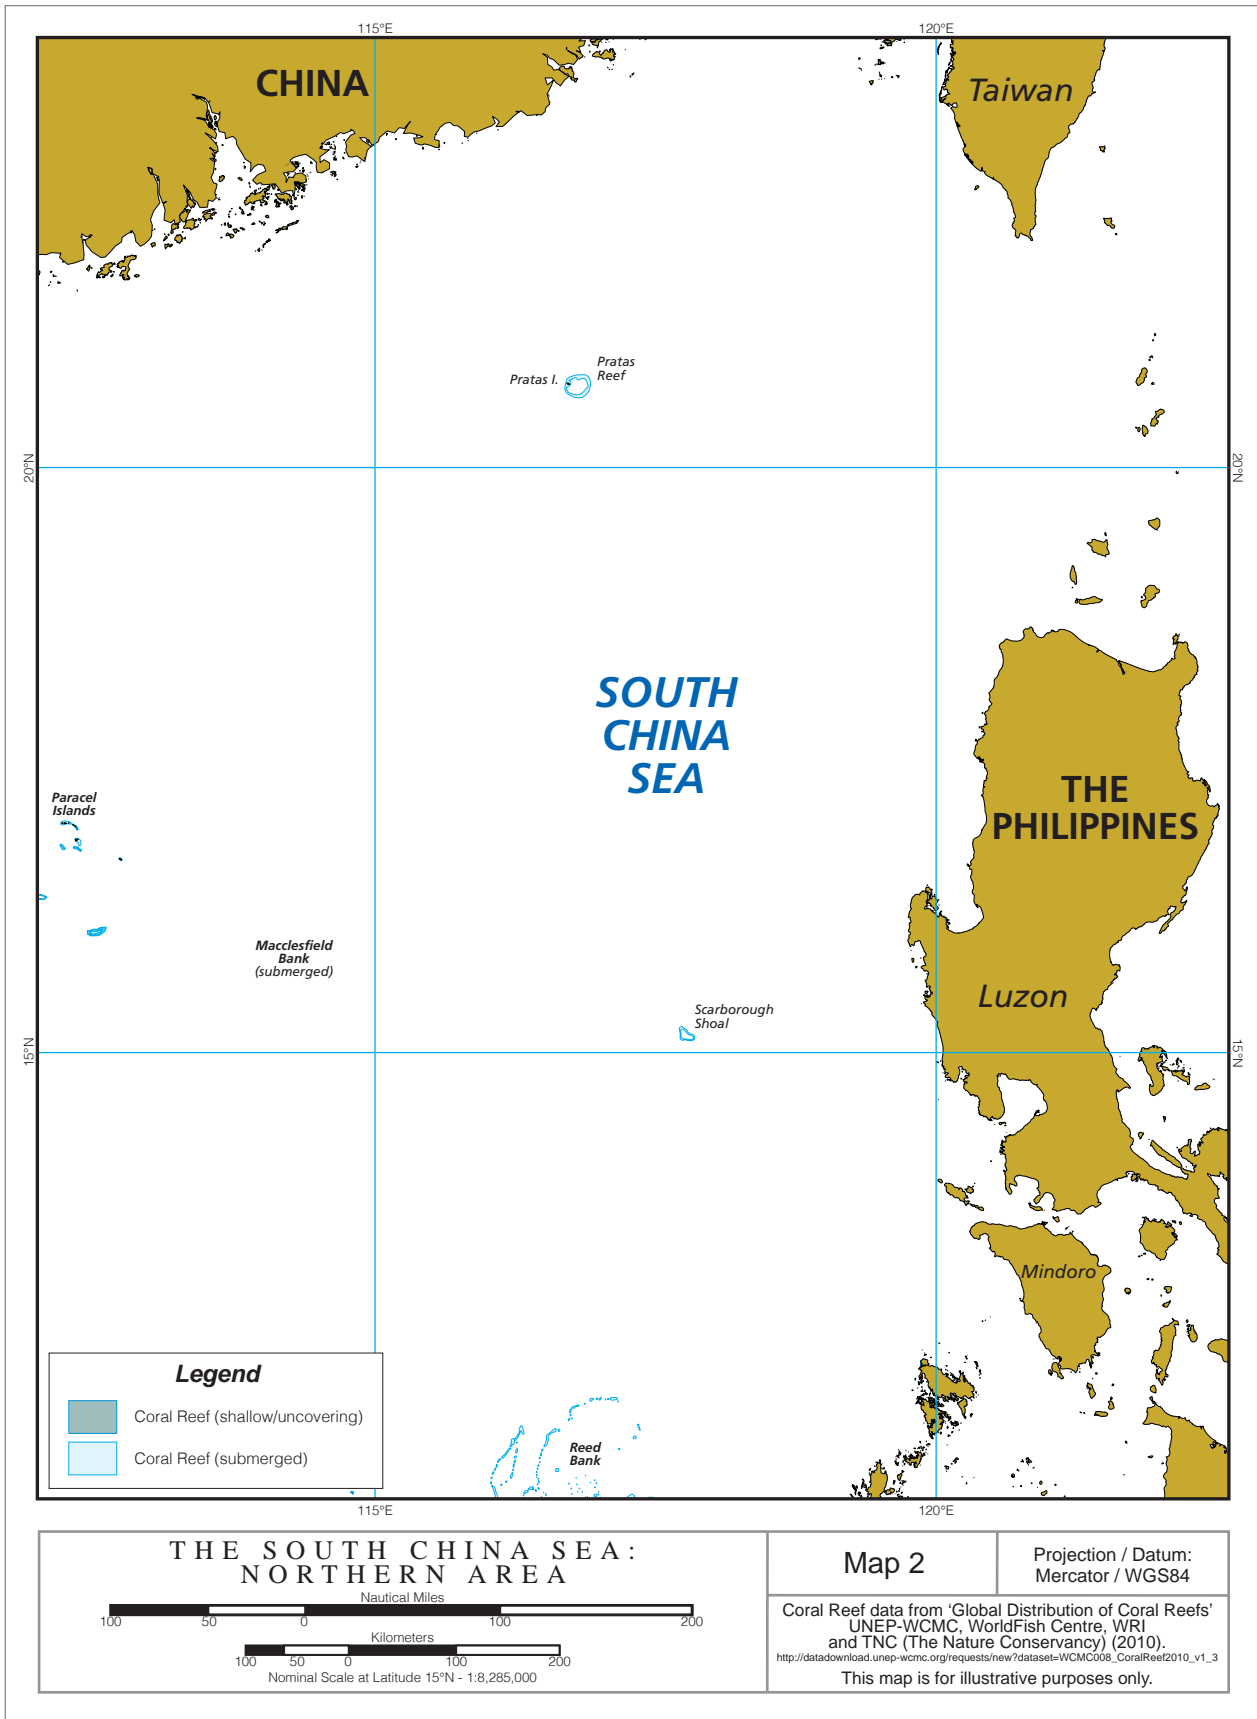 115°E
120°E
CHINA
Taiwan
Pratas
Reef
Pratas I.
20°N
20°N
SOUTH
CHINA
SEA
THE
PHILIPPINES
Paracel
Islands
Macclesfield
Bank
(submerged)
Luzon
Scarborough
Shoal
15°N
15°N
Mindoro
Legend
Coral Reef (shallow/uncovering)
Coral Reef (submerged)
Reed
Bank
115°E
120°E
THE SOUTH CHINA SEA:
NORTHERN AREA
Nautical Miles
100 50 0 100 200
Kilometers
100 50 0 100 200
Nominal Scale at Latitude 15°N - 1:8,285,000
Map 2
Projection / Datum:
Mercator / WGS84
Coral Reef data from ‘Global Distribution of Coral Reefs’
UNEP-WCMC, WorldFish Centre, WRI
and TNC (The Nature Conservancy) (2010).
http://datadownload.unep-wcmc.org/requests/new?dataset=WCMC008_CoralReef2010_v1_3
This map is for illustrative purposes only.